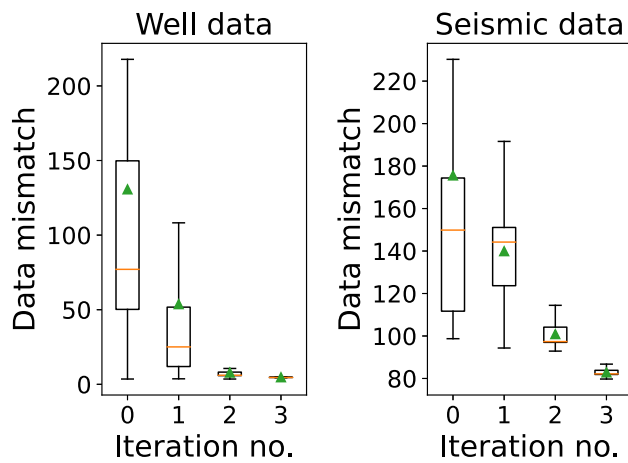 Well data
Data mismatch
200
150
100
50
0
0 1 2 3
Iteration no.
Seismic data
Data mismatch
220
200
180
160
140
120
100
80
0 1 2 3
Iteration no.